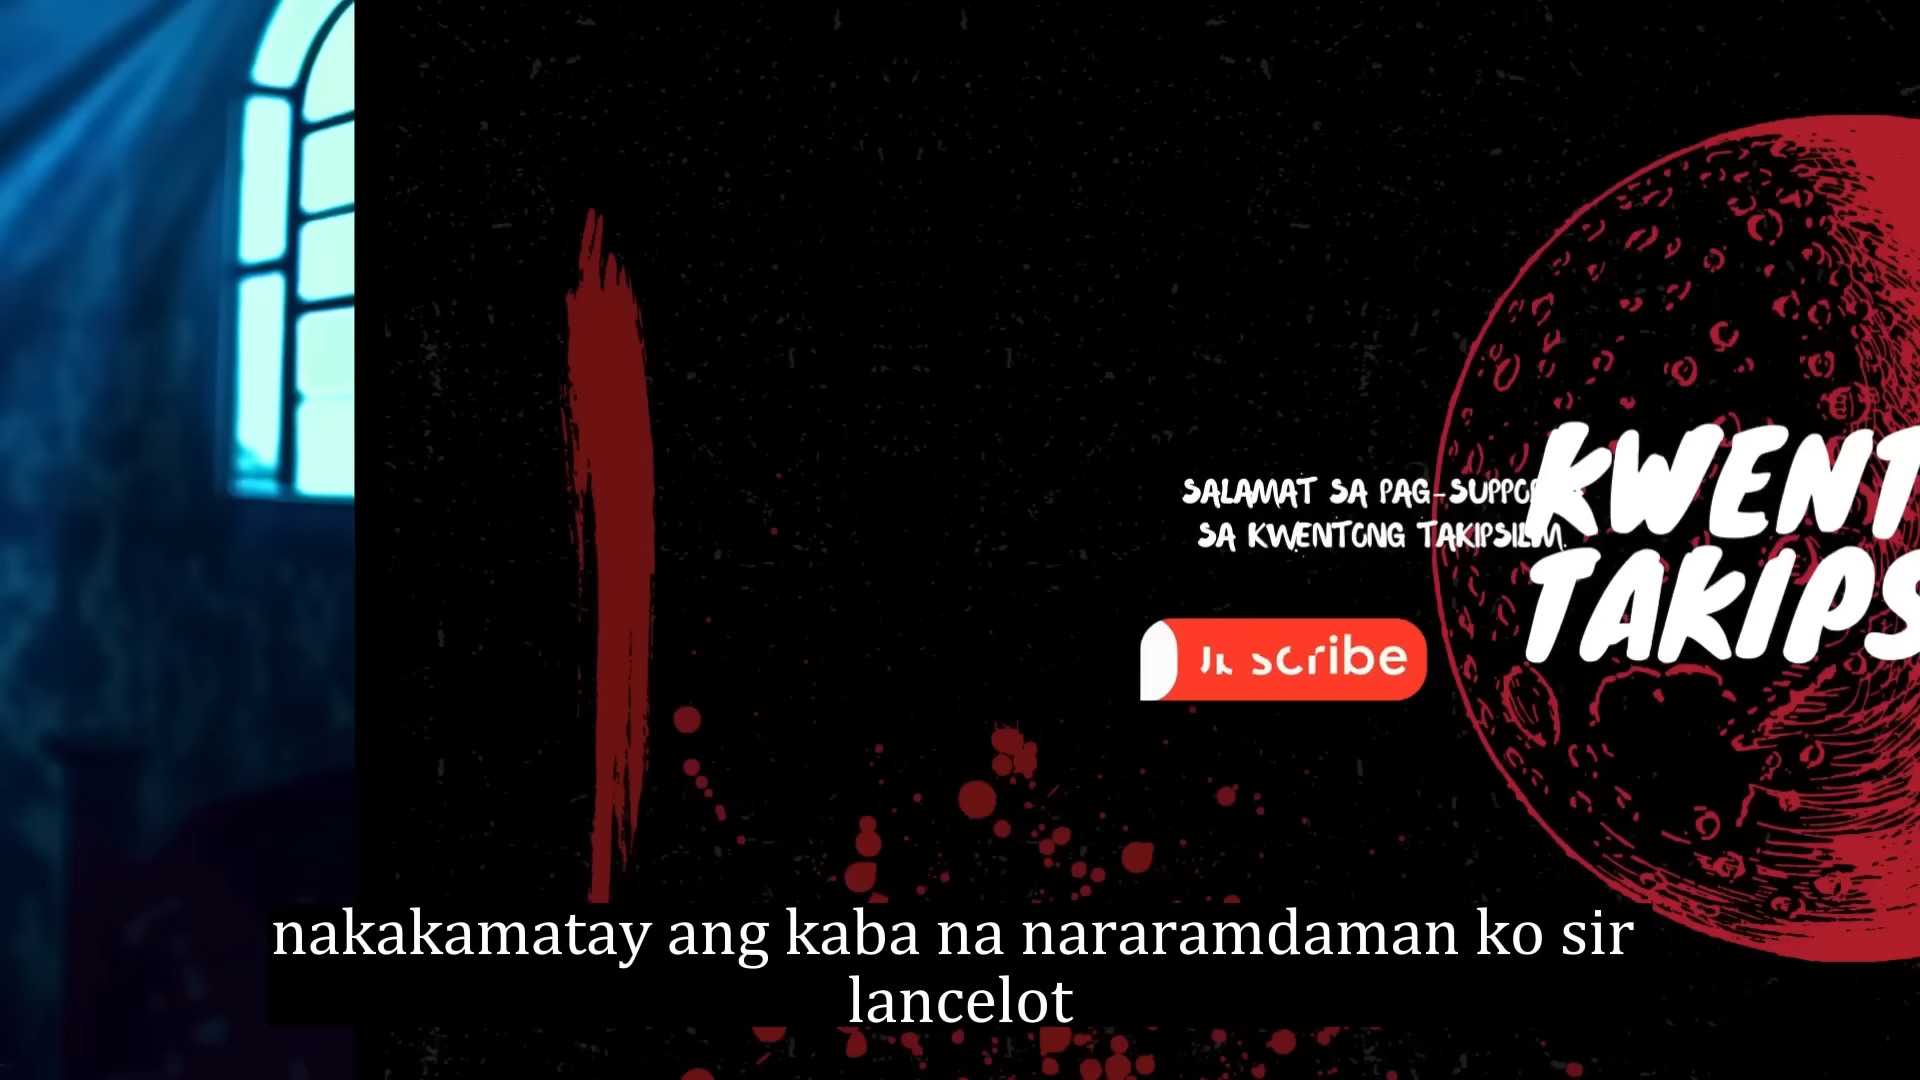 SALAMAT SA PAG-SUPPO
SA KWENTONG TAKIPSILIM.
KWENT
TAKIPS
scribe
nakakamatay ang kaba na nararamdaman ko sir
lancelot